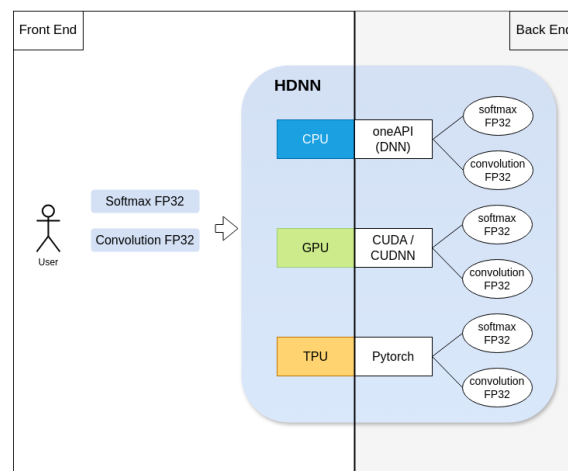 Front End
Back End
HDNN
CPU
oneAPI
(DNN)
softmax
FP32
convolution
FP32
Softmax FP32
Convolution FP32
User
GPU
CUDA /
CUDNN
softmax
FP32
convolution
FP32
TPU
Pytorch
softmax
FP32
convolution
FP32